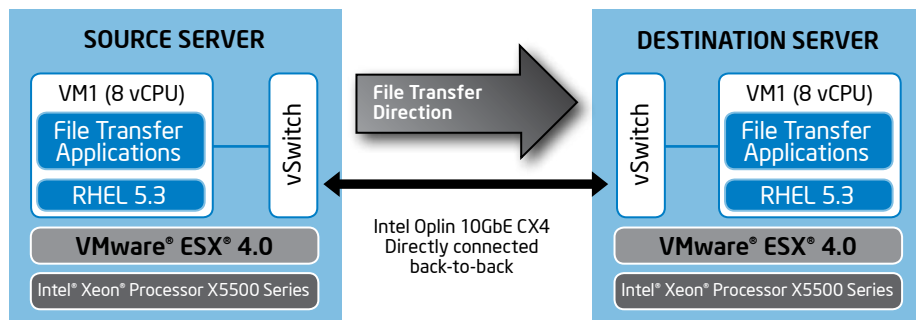 SOURCE SERVER
VM1 (8 vCPU)
File Transfer
Applications
RHEL 5.3
vSwitch
VMware® ESX® 4.0
Intel® Xeon® Processor X5500 Series
File Transfer
Direction
Intel Oplin 10GbE CX4
Directly connected
back-to-back
DESTINATION SERVER
vSwitch
VM1 (8 vCPU)
File Transfer
Applications
RHEL 5.3
VMware® ESX® 4.0
Intel® Xeon® Processor X5500 Series